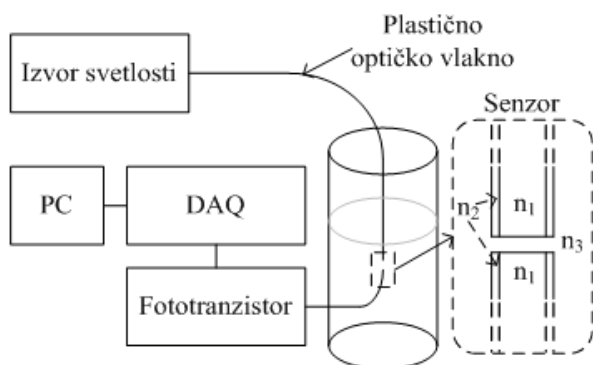 Plastično
optičko vlakno
Izvor svetlosti
Senzor
PC
DAQ
n₂
n₁
n₃
n₁
Fototranzistor